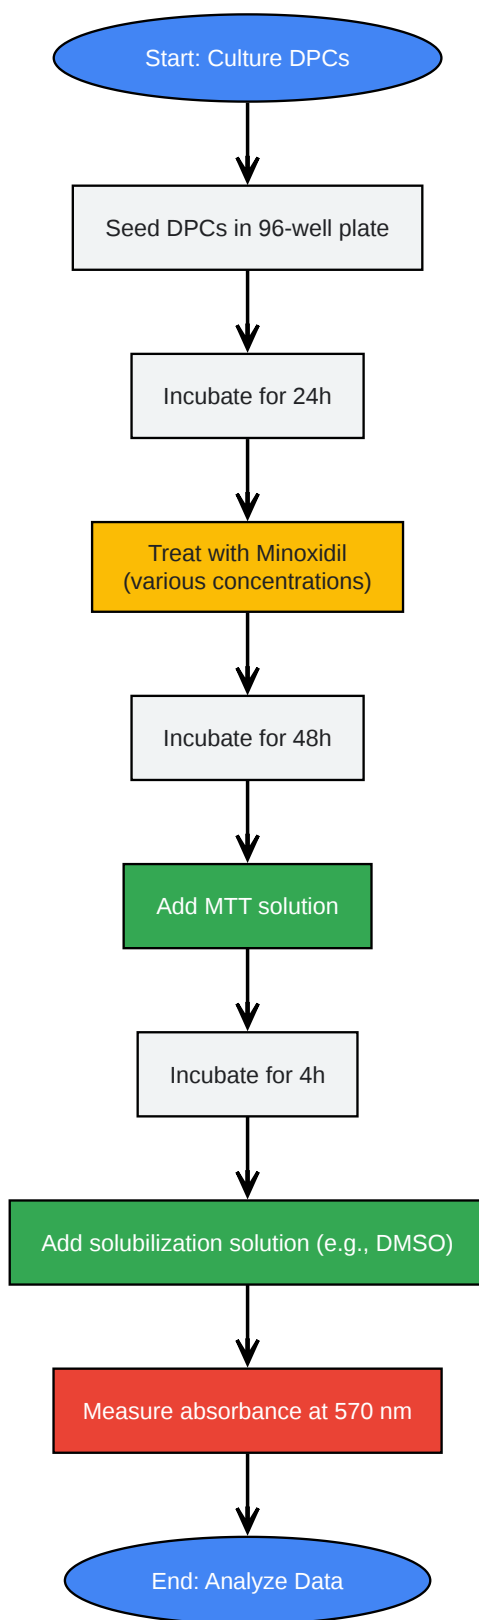 Start: Culture DPCs
Seed DPCs in 96-well plate
Incubate for 24h
Treat with Minoxidil
(various concentrations)
Incubate for 48h
Add MTT solution
Incubate for 4h
Add solubilization solution (e.g., DMSO)
Measure absorbance at 570 nm
End: Analyze Data